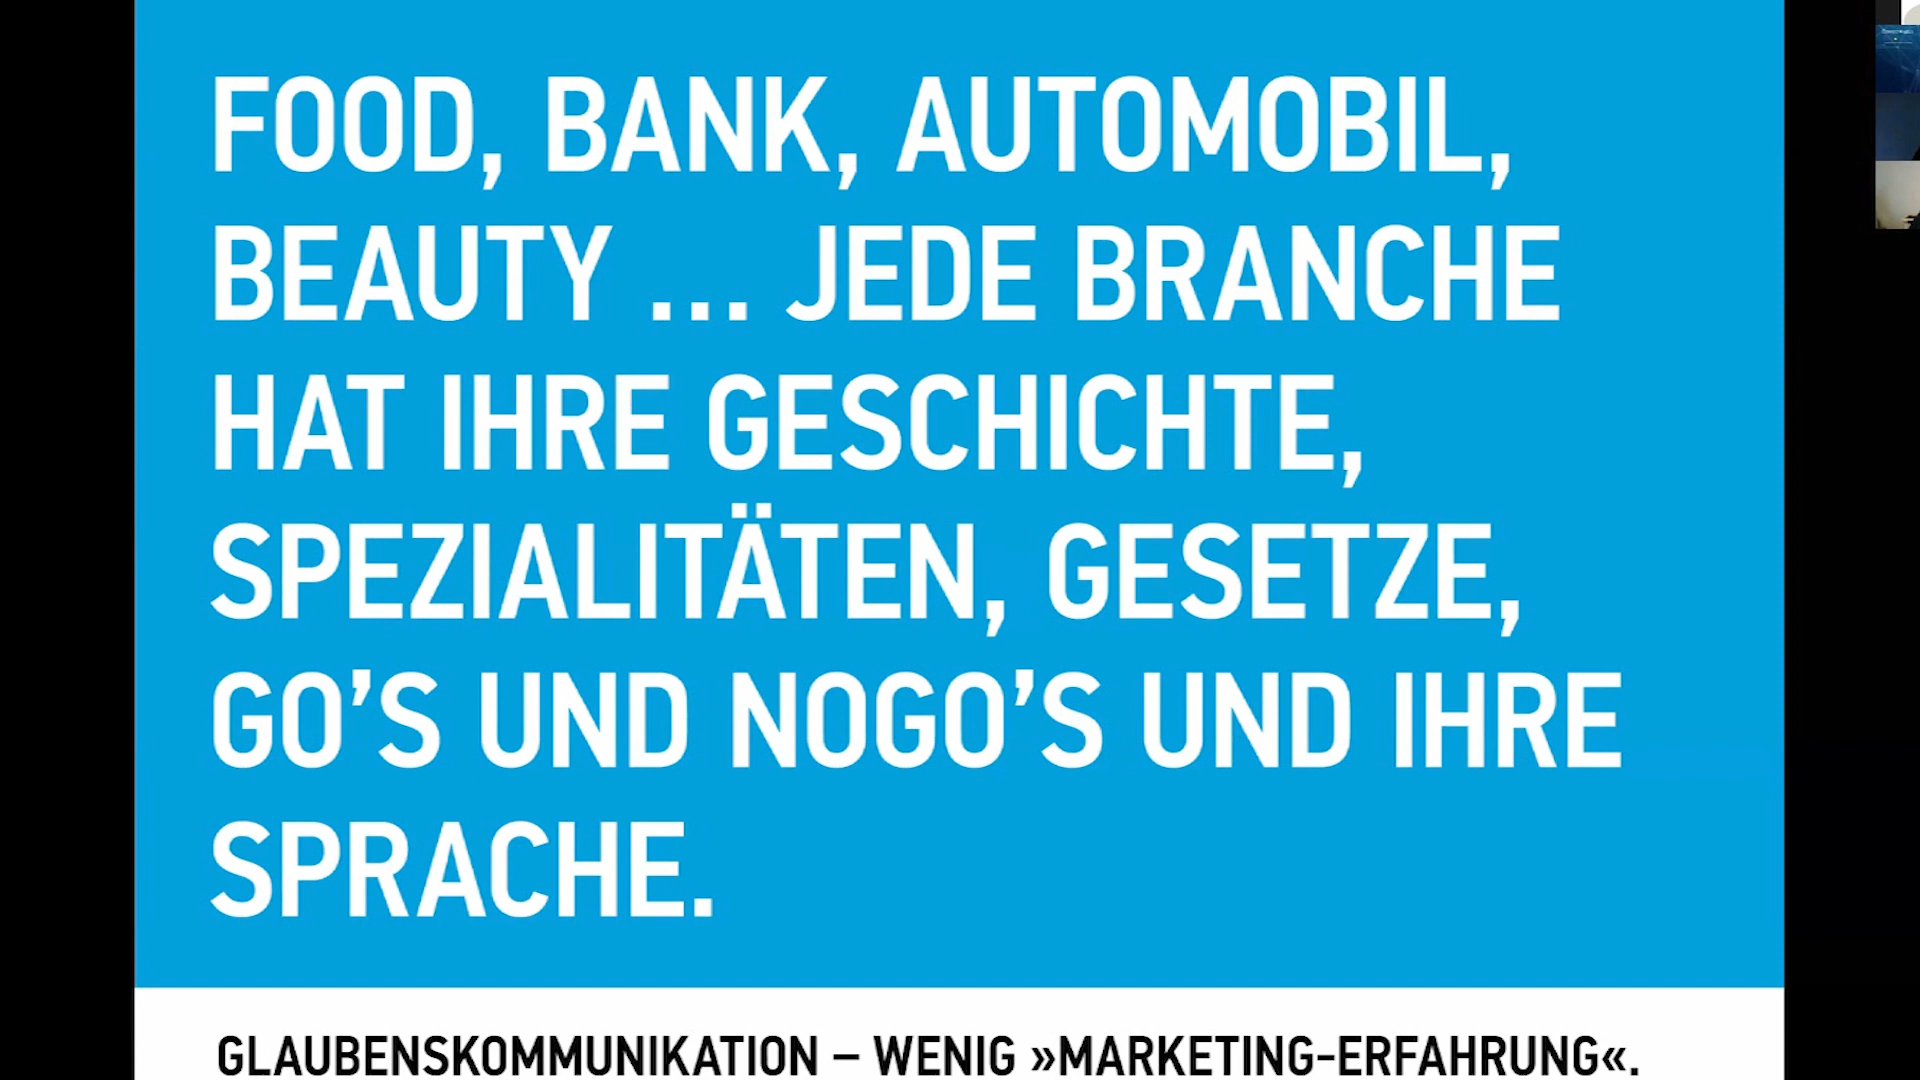 FOOD, BANK, AUTOMOBIL,
BEAUTY ... JEDE BRANCHE
HAT IHRE GESCHICHTE,
SPEZIALITÄTEN, GESETZE,
GO’S UND NOGO’S UND IHRE
SPRACHE.
GLAUBENSKOMMUNIKATION – WENIG »MARKETING-ERFAHRUNG«.